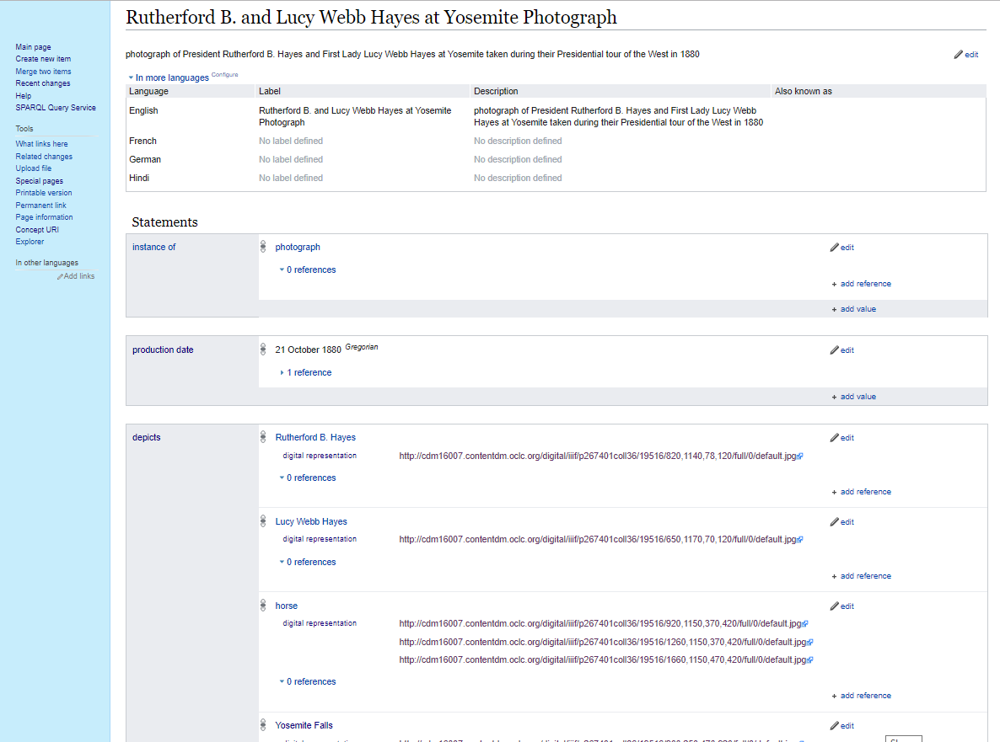 Rutherford B. and Lucy Webb Hayes at Yosemite Photograph
Main page
Create new item
Merge two items
Recent changes
Help
SPARQL Query Service
Tools
What links here
Related changes
Upload file
Special pages
Printable version
Permanent link
Page information
Concept URI
Explorer
In other languages
Add links
photograph of President Rutherford B. Hayes and First Lady Lucy Webb Hayes at Yosemite taken during their Presidential tour of the West in 1880
edit
In more languages Configure
Language Label Description Also known as
English Rutherford B. and Lucy Webb Hayes at Yosemite photograph of President Rutherford B. Hayes and First Lady Lucy Webb
Photograph Hayes at Yosemite taken during their Presidential tour of the West in 1880
French No label defined No description defined
German No label defined No description defined
Hindi No label defined No description defined
Statements
instance of photograph edit
0 references
+ add reference
+ add value
production date 21 October 1880 Gregorian edit
1 reference
+ add value
depicts Rutherford B. Hayes edit
digital representation http://cdm16007.contentdm.oclc.org/digital/iiif/p267401coll36/19516/820,1140,78,120/full/0/default.jpg
0 references
+ add reference
Lucy Webb Hayes edit
digital representation http://cdm16007.contentdm.oclc.org/digital/iiif/p267401coll36/19516/650,1170,70,120/full/0/default.jpg
0 references
+ add reference
horse edit
digital representation http://cdm16007.contentdm.oclc.org/digital/iiif/p267401coll36/19516/920,1150,370,420/full/0/default.jpg
http://cdm16007.contentdm.oclc.org/digital/iiif/p267401coll36/19516/1260,1150,370,420/full/0/default.jpg
http://cdm16007.contentdm.oclc.org/digital/iiif/p267401coll36/19516/1660,1150,470,420/full/0/default.jpg
0 references
+ add reference
Yosemite Falls edit